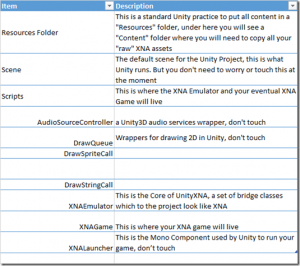 Item Description
This is a standard Unity practice to put all content in a
"Resources" folder, under here you will see a
"Content" folder where you will need to copy all your
Resources Folder "raw" XNA assets
The default scene for the Unity Project, this is what
Unity runs. But you don't need to worry or touch this at
Scene the moment
This is where the XNA Emulator and your eventual XNA
Scripts Game will live
AudioSourceController a Unity3D audio services wrapper, don't touch
Wrappers for drawing 2D in Unity, don't touch
DrawQueue
DrawSpriteCall
DrawStringCall
This is the Core of UnityXNA, a set of bridge classes
XNAEmulator which to the project look like XNA
XNAGame This is where your XNA game will live
This is the Mono Component used by Unity to run your
XNALauncher game, don't touch